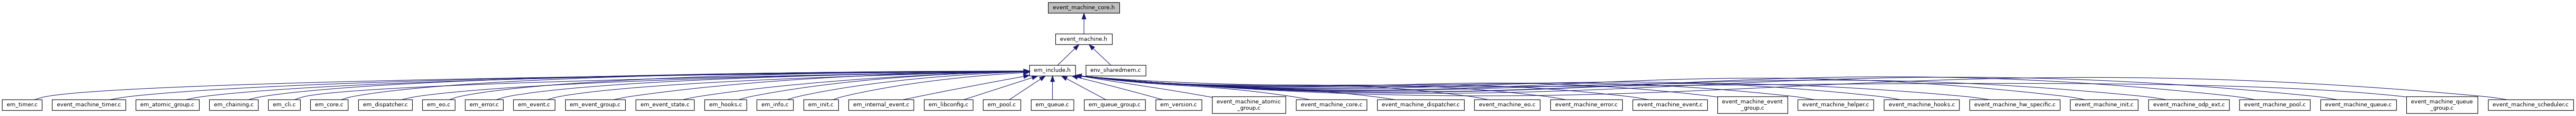 event_machine_core.h
event_machine.h
em_include.h
env_sharedmem.c
em_timer.c
event_machine_timer.c
em_atomic_group.c
em_chaining.c
em_cli.c
em_core.c
em_dispatcher.c
em_eo.c
em_error.c
em_event.c
em_event_group.c
em_event_state.c
em_hooks.c
em_info.c
em_init.c
em_internal_event.c
em_libconfig.c
em_pool.c
em_queue.c
em_queue_group.c
em_version.c
event_machine_atomic
_group.c
event_machine_core.c
event_machine_dispatcher.c
event_machine_eo.c
event_machine_error.c
event_machine_event.c
event_machine_event
_group.c
event_machine_helper.c
event_machine_hooks.c
event_machine_hw_specific.c
event_machine_init.c
event_machine_odp_ext.c
event_machine_pool.c
event_machine_queue.c
event_machine_queue
_group.c
event_machine_scheduler.c